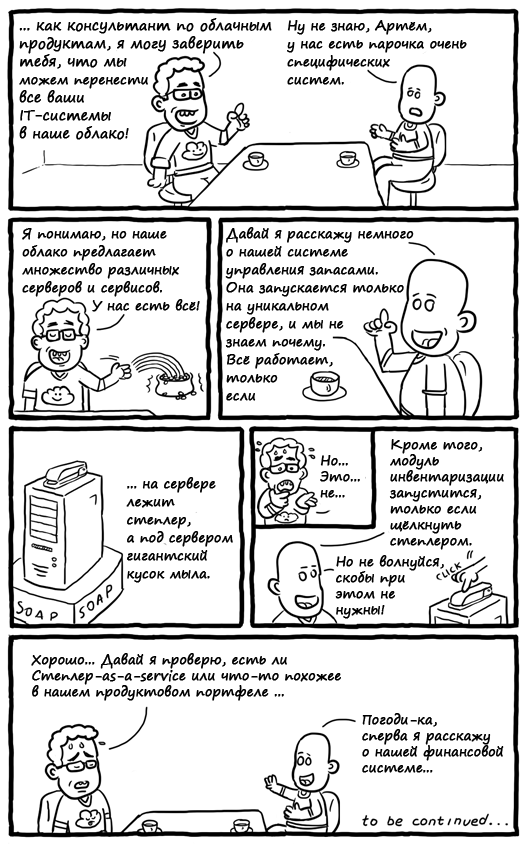 ... как консультант по облачным
продуктам, я могу заверить
тебя, что мы
можем перенести
все ваши
IT-системы
в наше облако!
Ну не знаю, Артём,
у нас есть парочка очень
специфических
систем.
Я понимаю, но наше
облако предлагает
множество различных
серверов и сервисов.
У нас есть всё!
Давай я расскажу немного
о нашей системе
управления запасами.
Она запускается только
на уникальном
сервере, и мы не
знаем почему.
Всё работает,
только
если
... на сервере
лежит
степлер,
а под сервером
гигантский
кусок мыла.
SOAP
SOAP
Но...
Это...
не...
Кроме того,
модуль
инвентаризации
запустится,
только если
щёлкнуть
степлером.
Но не волнуйся,
скобы при
этом не
нужны!
CLICK
Хорошо... Давай я проверю, есть ли
Степлер-as-a-service или что-то похожее
в нашем продуктовом портфеле ...
Погоди-ка,
сперва я расскажу
о нашей финансовой
системе...
to be continued...